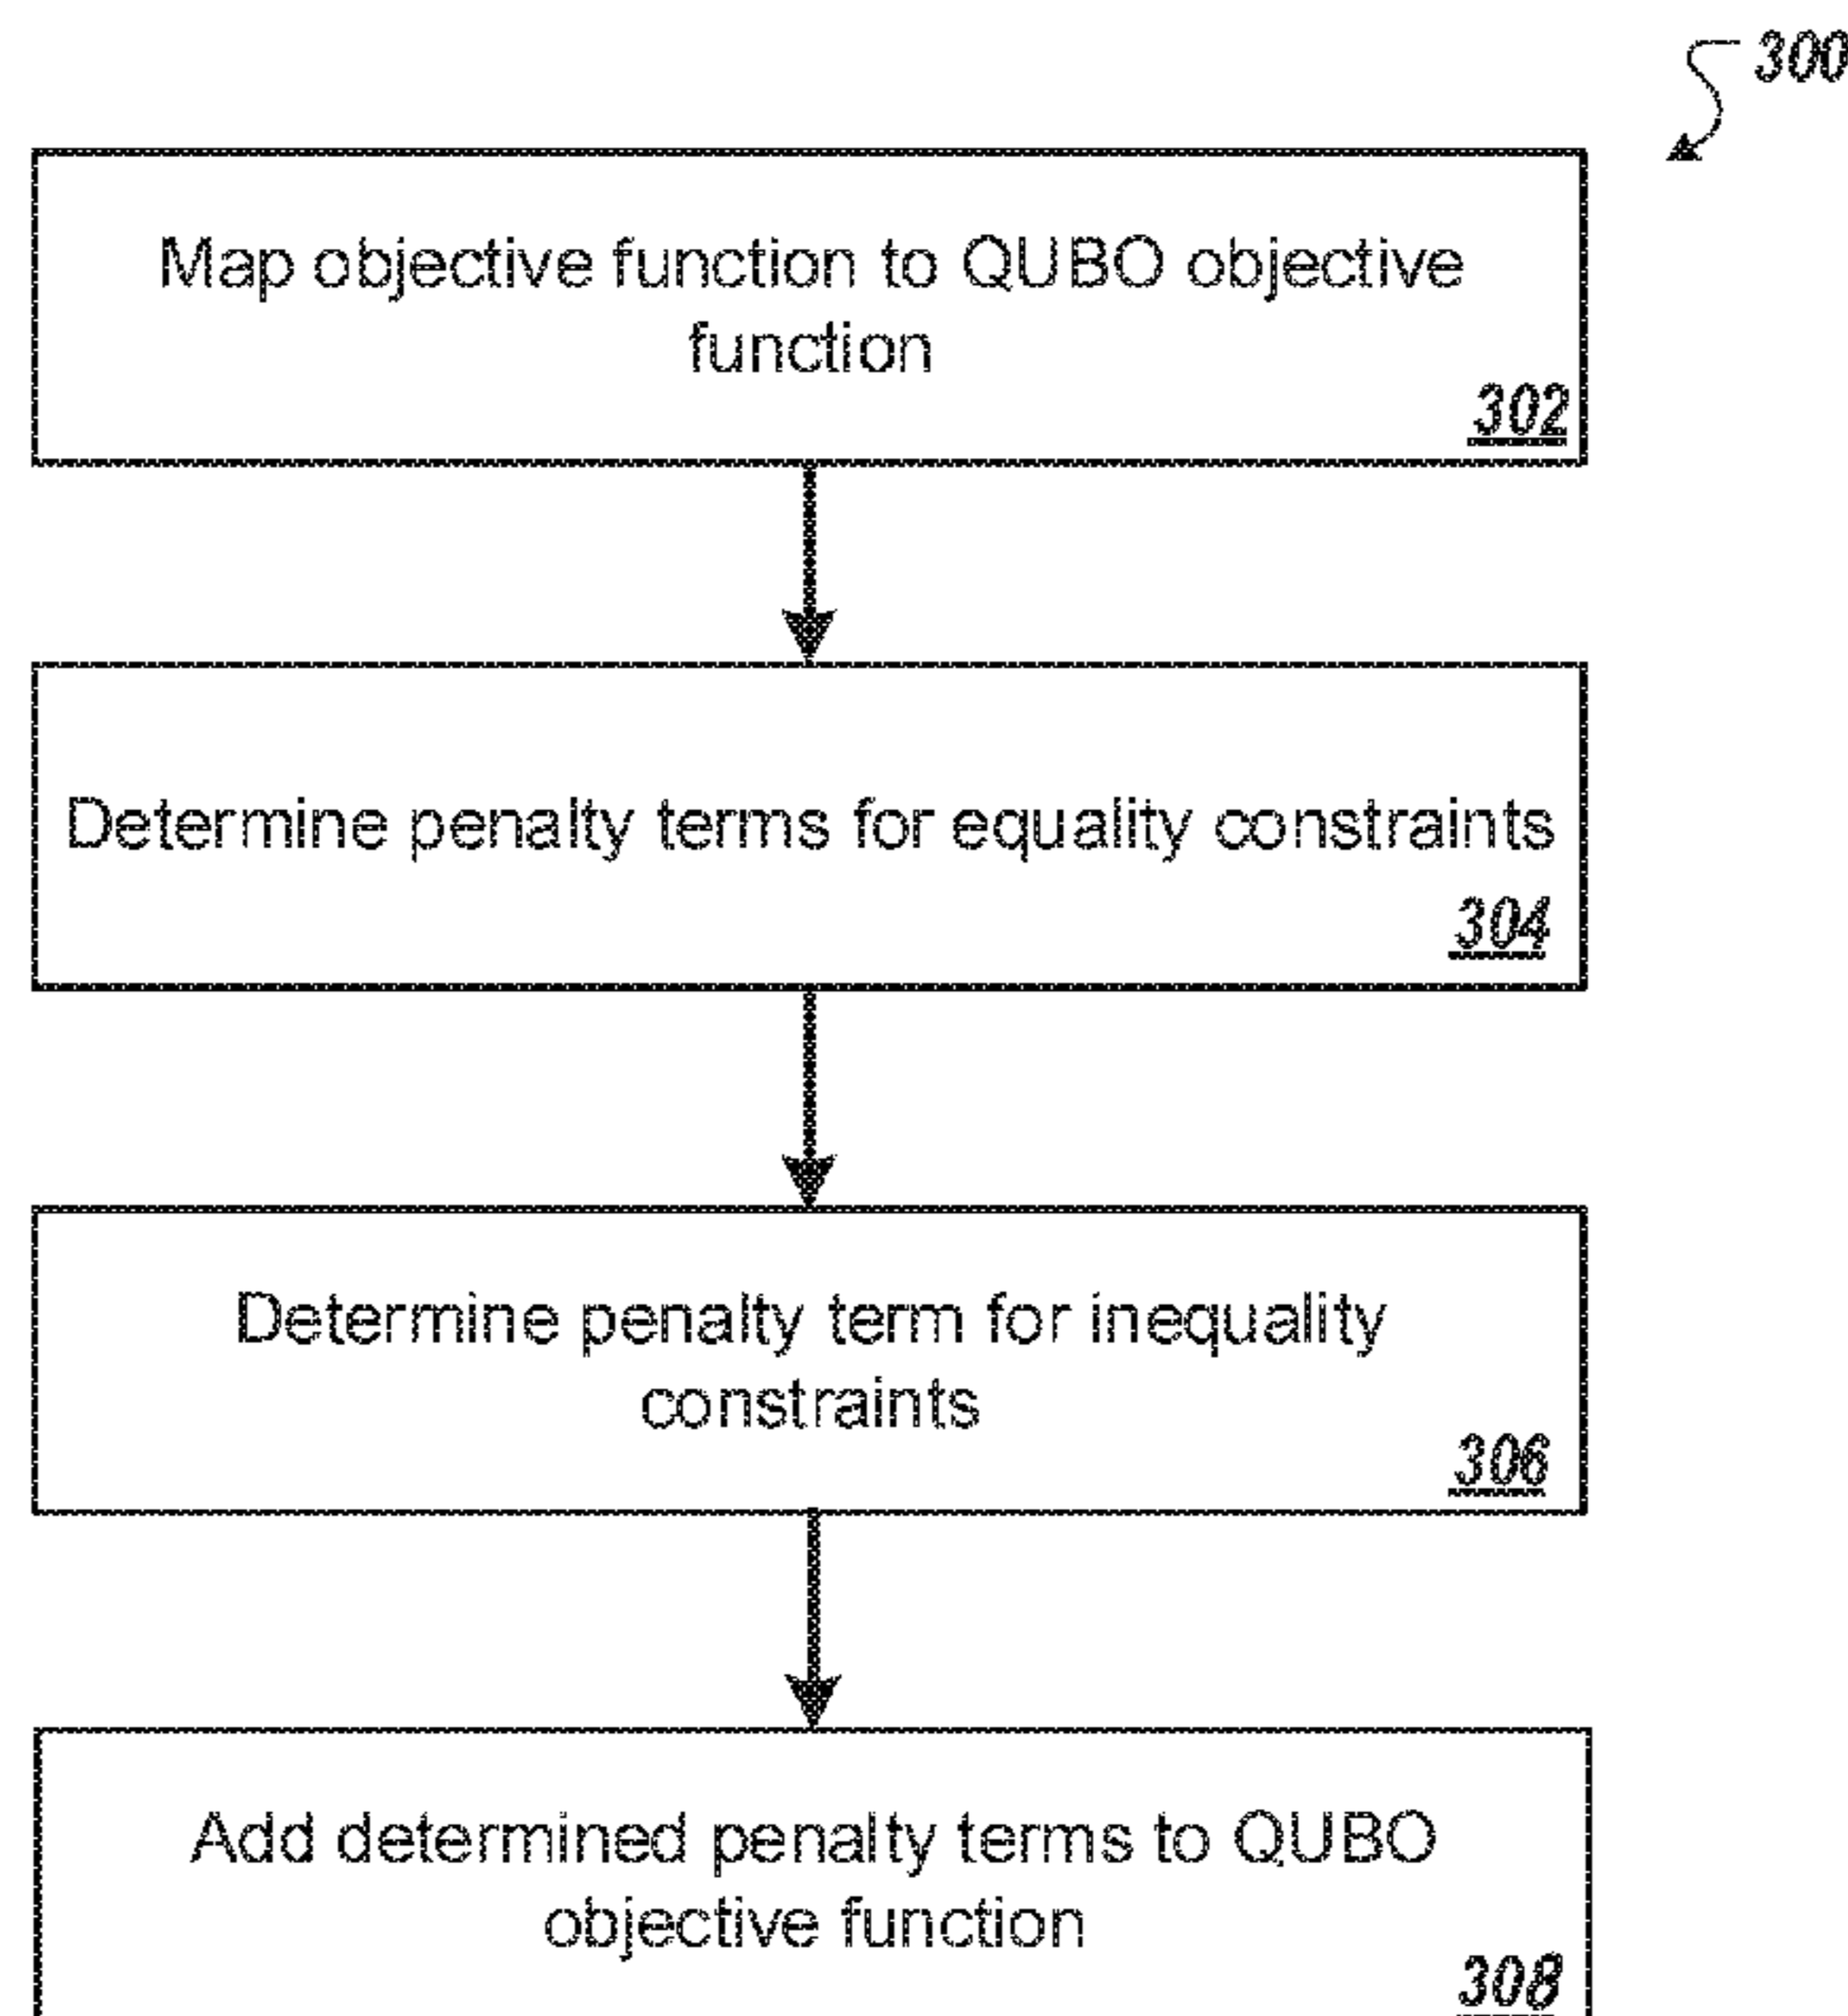 300
Map objective function to QUBO objective
function
302
Determine penalty terms for equality constraints
304
Determine penalty term for inequality
constraints
306
Add determined penalty terms to QUBO
objective function
308